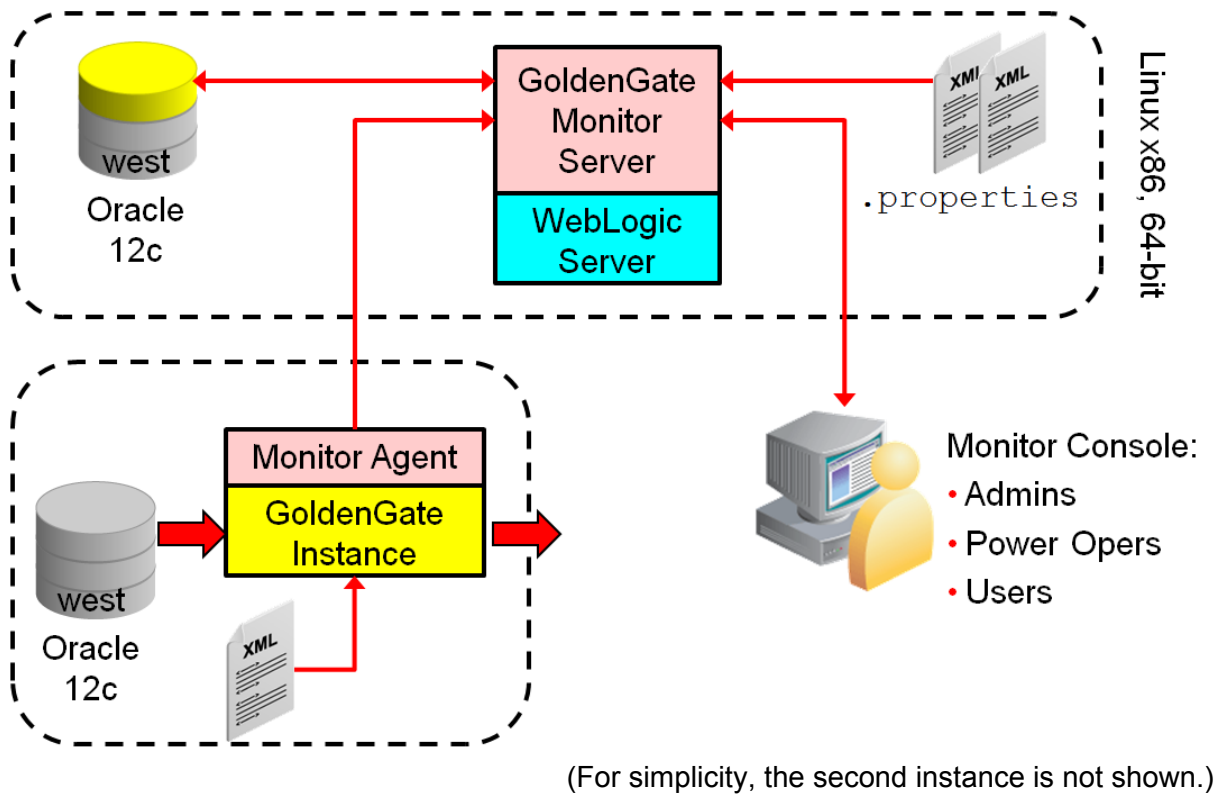 west
Oracle
12c
GoldenGate
Monitor
Server
WebLogic
Server
XML
XML
.properties
Linux x86, 64-bit
Monitor Agent
GoldenGate
Instance
west
Oracle
12c
XML
Monitor Console:
• Admins
• Power Opers
• Users
(For simplicity, the second instance is not shown.)